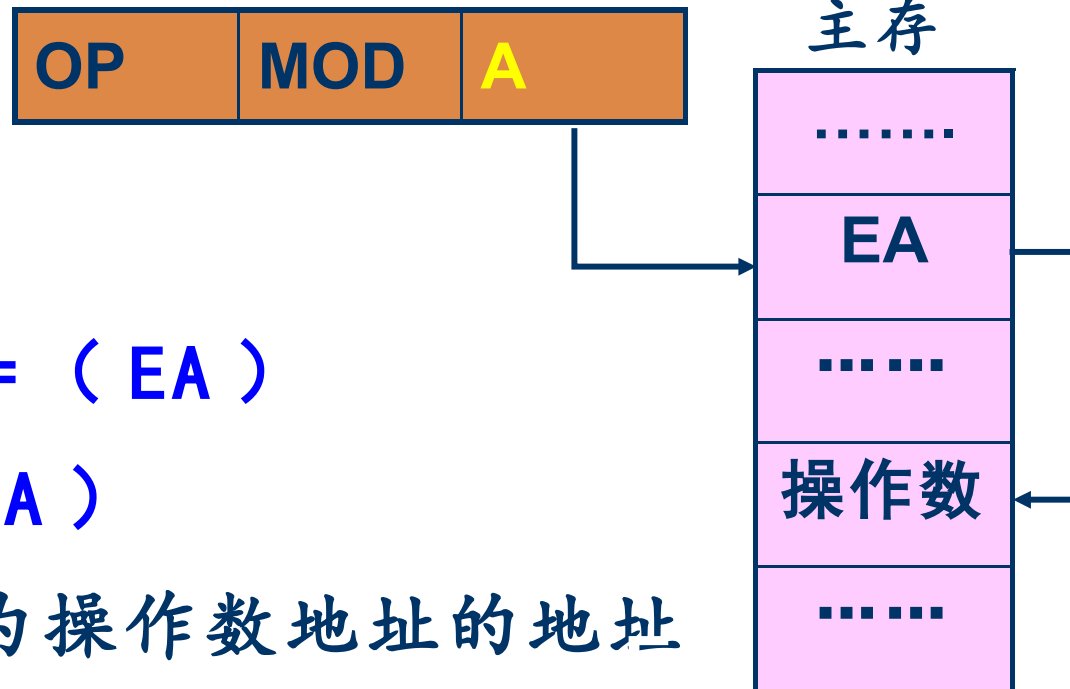 OP MOD A
主存
.......
EA
= （ EA ）
A ）
……
操作数
为操作数地址的地址
……